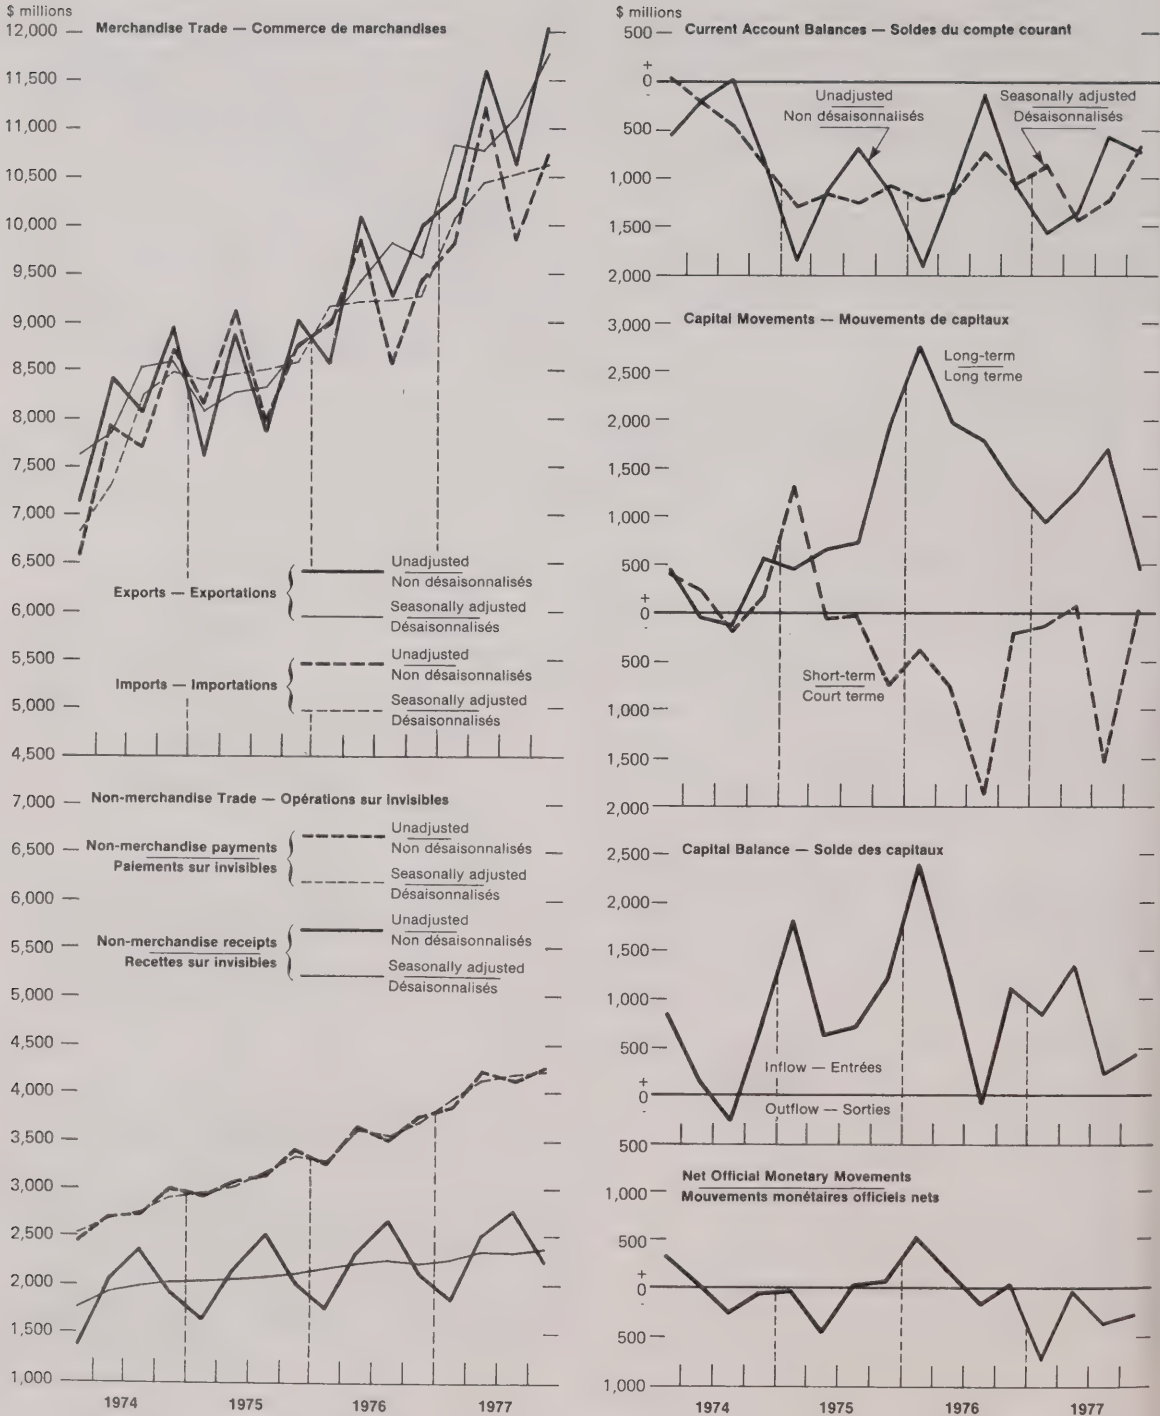 $ millions
Merchandise Trade — Commerce de marchandises
12,000
11,500
11,000
10,500
10,000
9,500
9,000
8,500
8,000
7,500
7,000
6,500
6,000
5,500
5,000
4,500
Exports — Exportations
Unadjusted
Non désaisonnalisés
Seasonally adjusted
Désaisonnalisés
Imports — Importations
Unadjusted
Non désaisonnalisés
Seasonally adjusted
Désaisonnalisés
Non-merchandise Trade — Opérations sur Invisibles
7,000
6,500
6,000
5,500
5,000
4,500
4,000
3,500
3,000
2,500
2,000
1,500
1,000
Non-merchandise payments
Paiements sur invisibles
Unadjusted
Non désaisonnalisés
Seasonally adjusted
Désaisonnalisés
Non-merchandise receipts
Recettes sur invisibles
Unadjusted
Non désaisonnalisés
Seasonally adjusted
Désaisonnalisés
$ millions
1974 1975 1976 1977
$ millions
Current Account Balances — Soldes du compte courant
500
+
0
-
500
1,000
1,500
2,000
Unadjusted
Non désaisonnalisés
Seasonally adjusted
Désaisonnalisés
Capital Movements — Mouvements de capitaux
3,000
2,500
2,000
1,500
1,000
500
+
0
-
500
1,000
1,500
2,000
Long-term
Long terme
Short-term
Court terme
Capital Balance — Solde des capitaux
2,500
2,000
1,500
1,000
500
+
0
-
500
Inflow — Entrées
Outflow — Sorties
Net Official Monetary Movements
Mouvements monétaires officiels nets
1,000
500
+
0
-
500
1,000
1974 1975 1976 1977